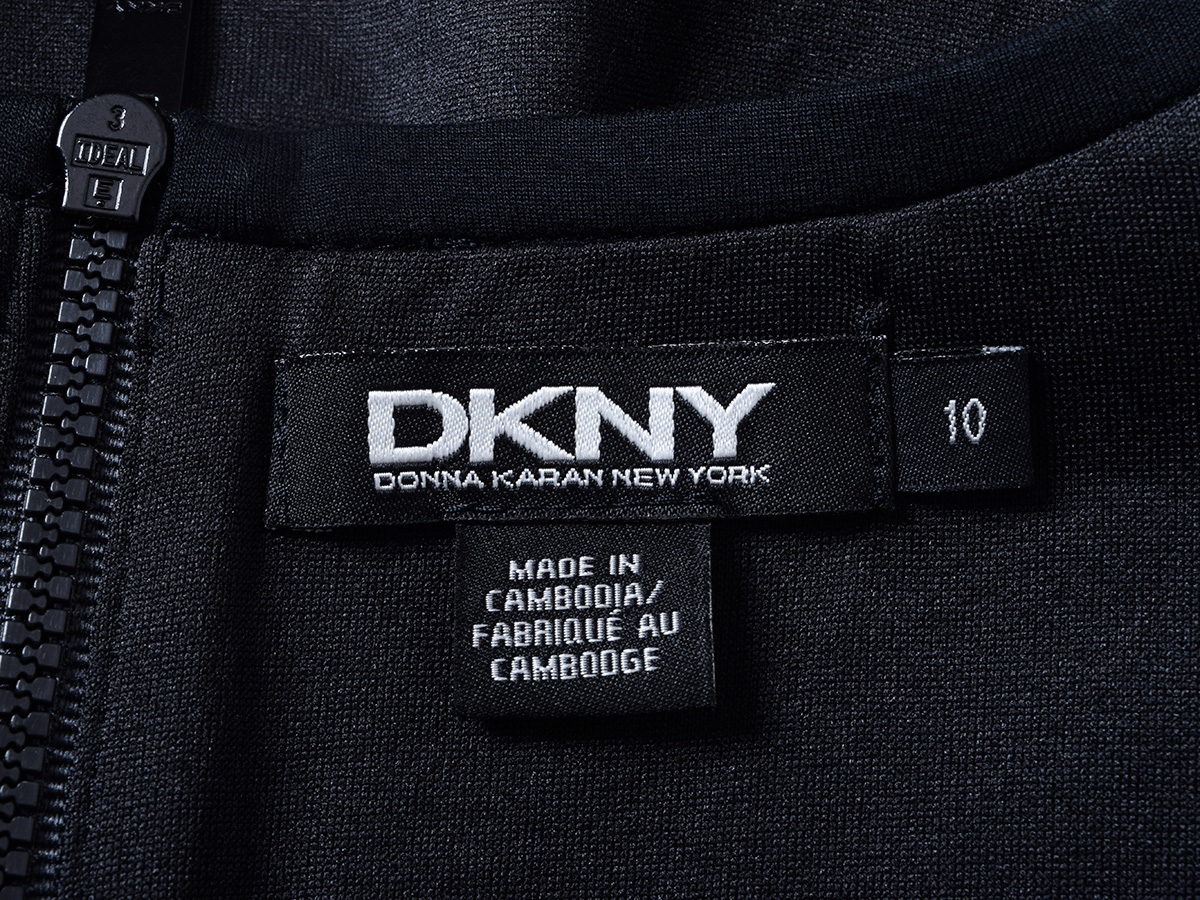 3
IDEAL
DKNY
10
DONNA KARAN NEW YORK
MADE IN
CAMBODIA/
FABRIQUÉ AU
CAMBODGE